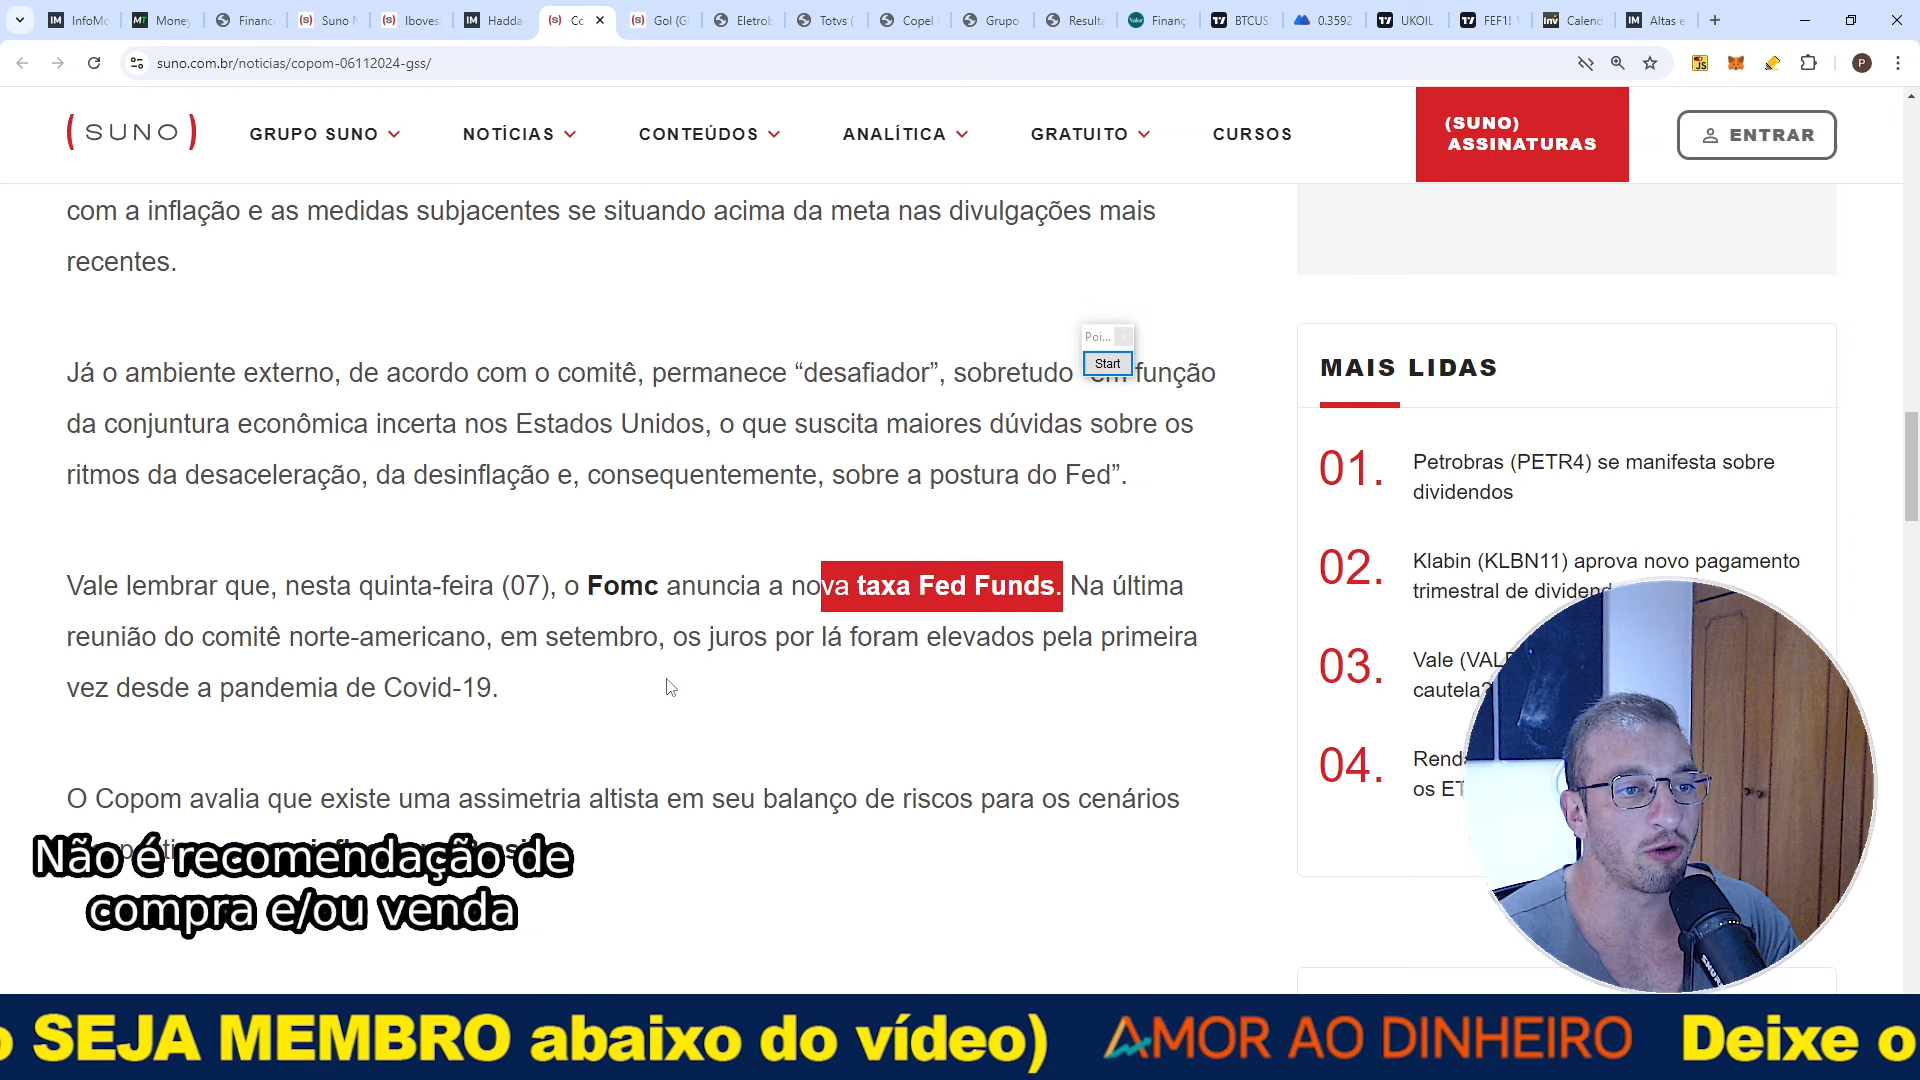 InfoMo
Money
Financ
Suno N
Iboves
Hadda
Co
Gol (G
Eletrob
Totvs (
Copel
Grupo
Resulta
Financ
BTCUS
0.3592
UKOIL
FEF1! 1
Calend
Altas e
suno.com.br/noticias/copom-06112024-gss/
P
(SUNO)
GRUPO SUNO
NOTÍCIAS
CONTEÚDOS
ANALÍTICA
GRATUITO
CURSOS
(SUNO)
ASSINATURAS
ENTRAR
com a inflação e as medidas subjacentes se situando acima da meta nas divulgações mais
recentes.
Poi...
Start
Já o ambiente externo, de acordo com o comitê, permanece “desafiador”, sobretudo “em função
da conjuntura econômica incerta nos Estados Unidos, o que suscita maiores dúvidas sobre os
ritmos da desaceleração, da desinflação e, consequentemente, sobre a postura do Fed”.
Vale lembrar que, nesta quinta-feira (07), o Fomc anuncia a nova taxa Fed Funds. Na última
reunião do comitê norte-americano, em setembro, os juros por lá foram elevados pela primeira
vez desde a pandemia de Covid-19.
O Copom avalia que existe uma assimetria altista em seu balanço de riscos para os cenários
MAIS LIDAS
01.
Petrobras (PETR4) se manifesta sobre
dividendos
02.
Klabin (KLBN11) aprova novo pagamento
trimestral de dividend
03.
Vale (VAL
cautela?
04.
Rend
os ET
Não é recomendação de
compra e/ou venda
SHURE
o SEJA MEMBRO abaixo do vídeo)
AMOR AO DINHEIRO
Deixe o